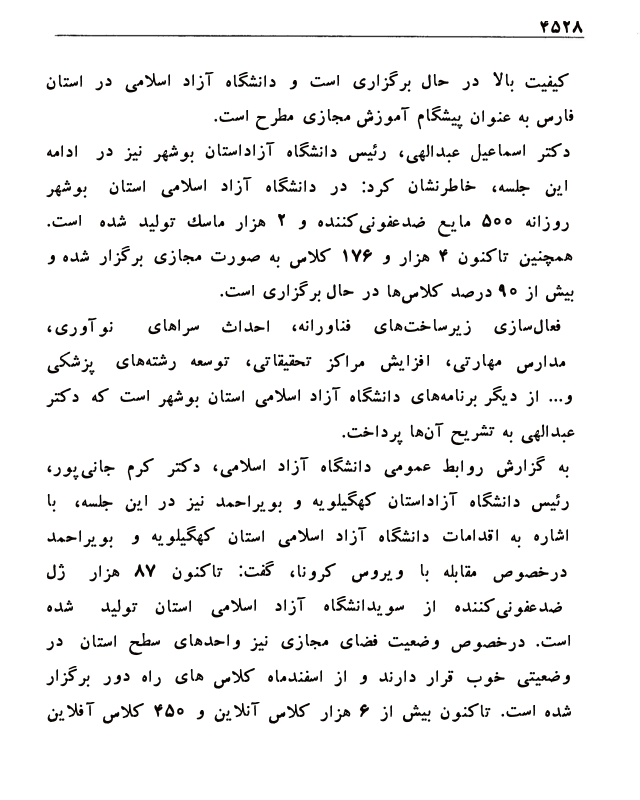 ۴۵۲۸
کیفیت بالا در حال برگزاری است و دانشگاه آزاد اسلامی در استان
فارس به عنوان پیشگام آموزش مجازی مطرح است.
دکتر اسماعیل عبدالهی، رئیس دانشگاه آزاداستان بوشهر نیز در ادامه
این جلسه، خاطرنشان کرد: در دانشگاه آزاد اسلامی استان بوشهر
روزانه ۵۰۰ مایع ضدعفونی‌کننده و ۲ هزار ماسك تولید شده است.
همچنین تاکنون ۴ هزار و ۱۷۶ کلاس به صورت مجازی برگزار شده و
بیش از ۹۰ درصد کلاس‌ها در حال برگزاری است.
فعال‌سازی زیرساخت‌های فناورانه، احداث سراهای نوآوری،
مدارس مهارتی، افزایش مراکز تحقیقاتی، توسعه رشته‌های پزشکی
و... از دیگر برنامه‌های دانشگاه آزاد اسلامی استان بوشهر است که دکتر
عبدالهی به تشریح آن‌ها پرداخت.
به گزارش روابط عمومی دانشگاه آزاد اسلامی، دکتر کرم جانی‌پور،
رئیس دانشگاه آزاداستان کهگیلویه و بویراحمد نیز در این جلسه، با
اشاره به اقدامات دانشگاه آزاد اسلامی استان کهگیلویه و بویراحمد
درخصوص مقابله با ویروس کرونا، گفت: تاکنون ۸۷ هزار ژل
ضدعفونی‌کننده از سویدانشگاه آزاد اسلامی استان تولید شده
است. درخصوص وضعیت فضای مجازی نیز واحدهای سطح استان در
وضعیتی خوب قرار دارند و از اسفندماه کلاس های راه دور برگزار
شده است. تاکنون بیش از ۶ هزار کلاس آنلاین و ۴۵۰ کلاس آفلاین